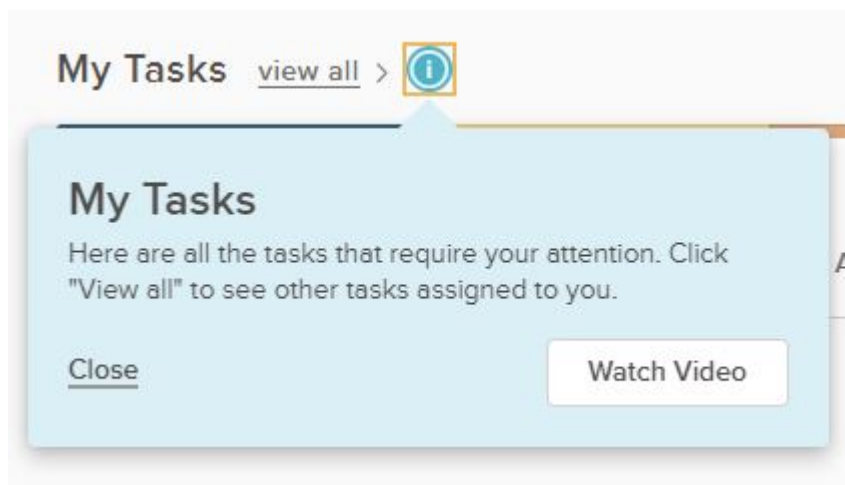 My Tasks view all > i
My Tasks
Here are all the tasks that require your attention. Click
"View all" to see other tasks assigned to you.
Close
Watch Video
A